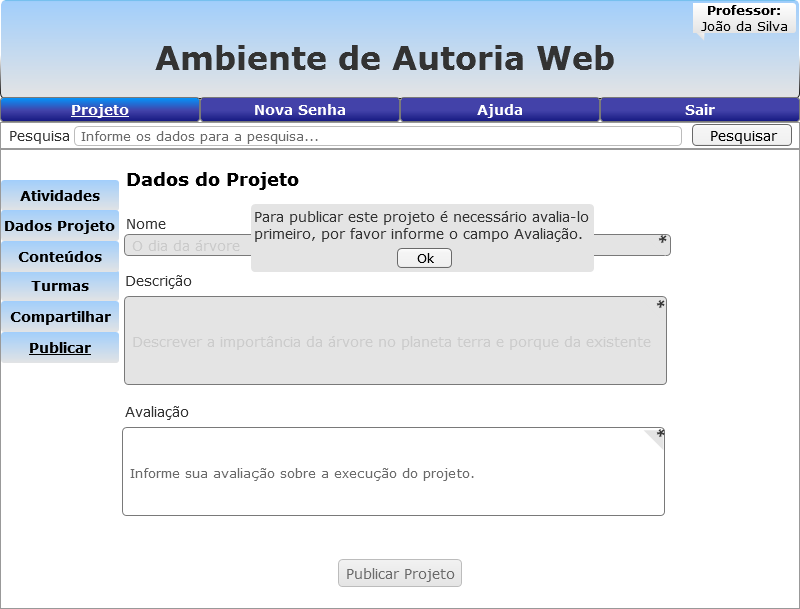 Professor:
João da Silva
Ambiente de Autoria Web
Projeto
Nova Senha
Ajuda
Sair
Pesquisa
Informe os dados para a pesquisa...
Pesquisar
Atividades
Dados Projeto
Conteúdos
Turmas
Compartilhar
Publicar
Dados do Projeto
Nome
O dia da árvore
*
Para publicar este projeto é necessário avalia-lo
primeiro, por favor informe o campo Avaliação.
Ok
Descrição
*
Descrever a importância da árvore no planeta terra e porque da existente
Avaliação
*
Informe sua avaliação sobre a execução do projeto.
Publicar Projeto